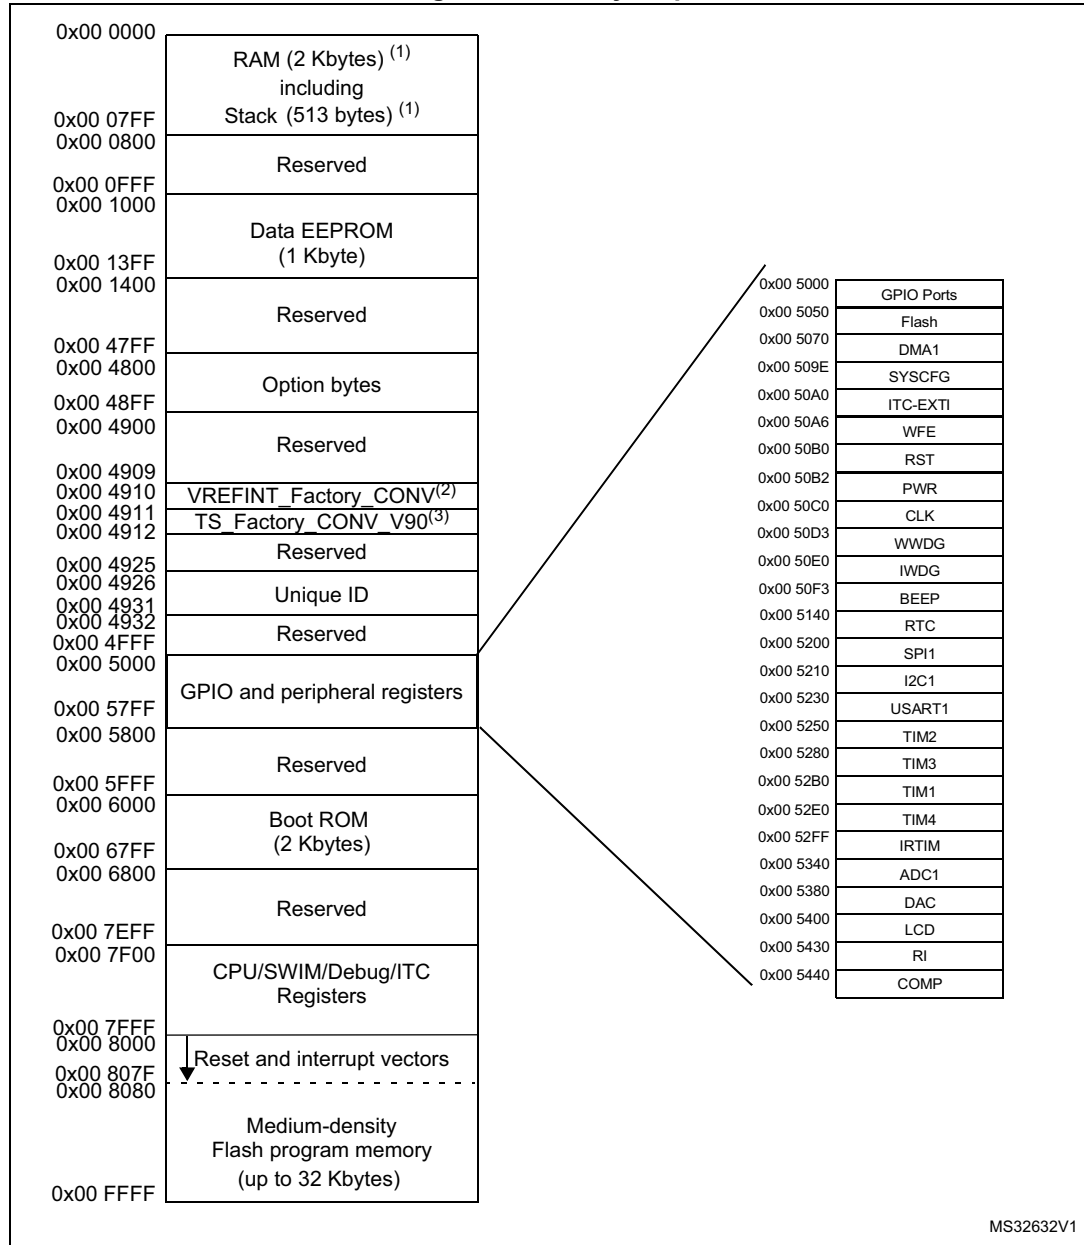 0x00 0000
RAM (2 Kbytes) (1)
including
Stack (513 bytes) (1)
0x00 07FF
0x00 0800
Reserved
0x00 0FFF
0x00 1000
Data EEPROM
(1 Kbyte)
0x00 13FF
0x00 1400
Reserved
0x00 47FF
0x00 4800
Option bytes
0x00 48FF
0x00 4900
Reserved
0x00 4909
0x00 4910
VREFINT_Factory_CONV(2)
0x00 4911
TS_Factory_CONV_V90(3)
0x00 4912
Reserved
0x00 4925
0x00 4926
Unique ID
0x00 4931
0x00 4932
Reserved
0x00 4FFF
0x00 5000
GPIO and peripheral registers
0x00 57FF
0x00 5800
Reserved
0x00 5FFF
0x00 6000
Boot ROM
(2 Kbytes)
0x00 67FF
0x00 6800
Reserved
0x00 7EFF
0x00 7F00
CPU/SWIM/Debug/ITC
Registers
0x00 7FFF
0x00 8000
Reset and interrupt vectors
0x00 807F
0x00 8080
Medium-density
Flash program memory
(up to 32 Kbytes)
0x00 FFFF
0x00 5000
GPIO Ports
0x00 5050
Flash
0x00 5070
DMA1
0x00 509E
SYSCFG
0x00 50A0
ITC-EXTI
0x00 50A6
WFE
0x00 50B0
RST
0x00 50B2
PWR
0x00 50C0
CLK
0x00 50D3
WWDG
0x00 50E0
IWDG
0x00 50F3
BEEP
0x00 5140
RTC
0x00 5200
SPI1
0x00 5210
I2C1
0x00 5230
USART1
0x00 5250
TIM2
0x00 5280
TIM3
0x00 52B0
TIM1
0x00 52E0
TIM4
0x00 52FF
IRTIM
0x00 5340
ADC1
0x00 5380
DAC
0x00 5400
LCD
0x00 5430
RI
0x00 5440
COMP
MS32632V1